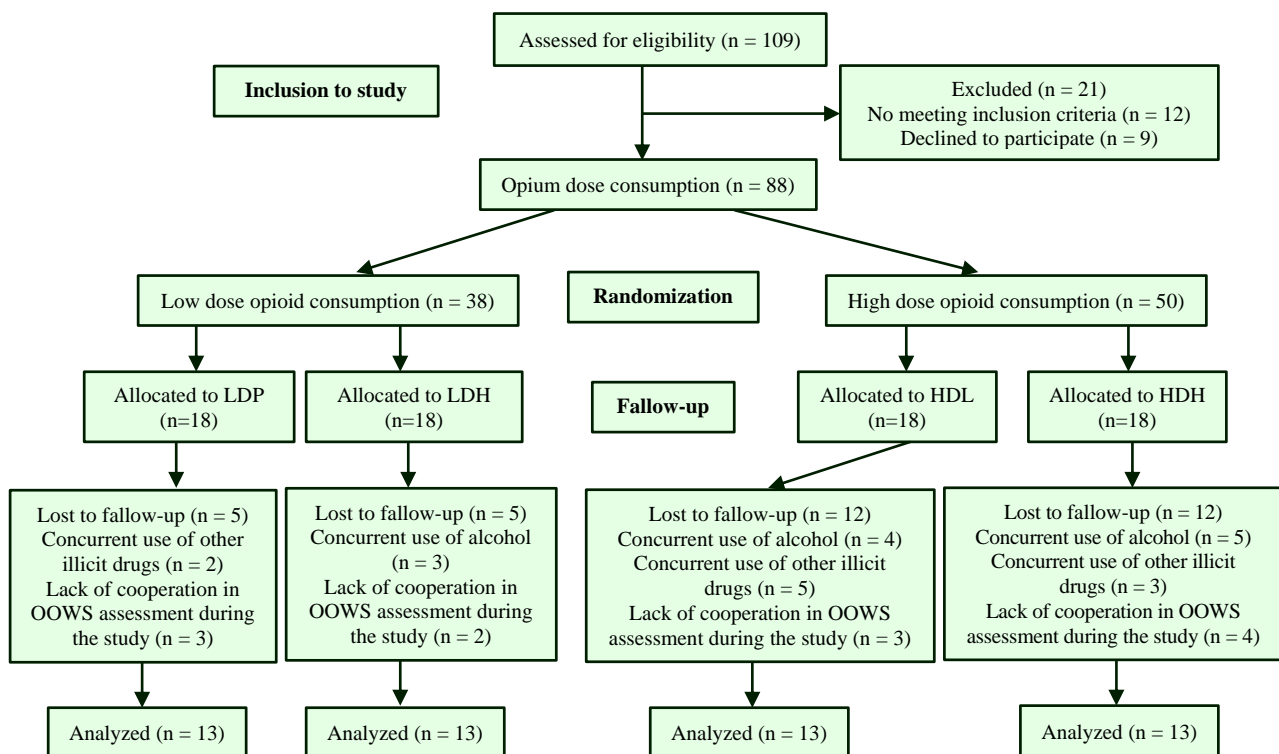 Assessed for eligibility (n = 109)
Inclusion to study
Excluded (n = 21)
No meeting inclusion criteria (n = 12)
Declined to participate (n = 9)
Opium dose consumption (n = 88)
Low dose opioid consumption (n = 38)
Randomization
High dose opioid consumption (n = 50)
Allocated to LDP
(n=18)
Allocated to LDH
(n=18)
Fallow-up
Allocated to HDL
(n=18)
Allocated to HDH
(n=18)
Lost to fallow-up (n = 5)
Concurrent use of other
illicit drugs (n = 2)
Lack of cooperation in
OOWS assessment during
the study (n = 3)
Lost to fallow-up (n = 5)
Concurrent use of alcohol
(n = 3)
Lack of cooperation in
OOWS assessment during
the study (n = 2)
Lost to fallow-up (n = 12)
Concurrent use of alcohol (n = 4)
Concurrent use of other illicit
drugs (n = 5)
Lack of cooperation in OOWS
assessment during the study (n = 3)
Lost to fallow-up (n = 12)
Concurrent use of alcohol (n = 5)
Concurrent use of other illicit
drugs (n = 3)
Lack of cooperation in OOWS
assessment during the study (n = 4)
Analyzed (n = 13)
Analyzed (n = 13)
Analyzed (n = 13)
Analyzed (n = 13)